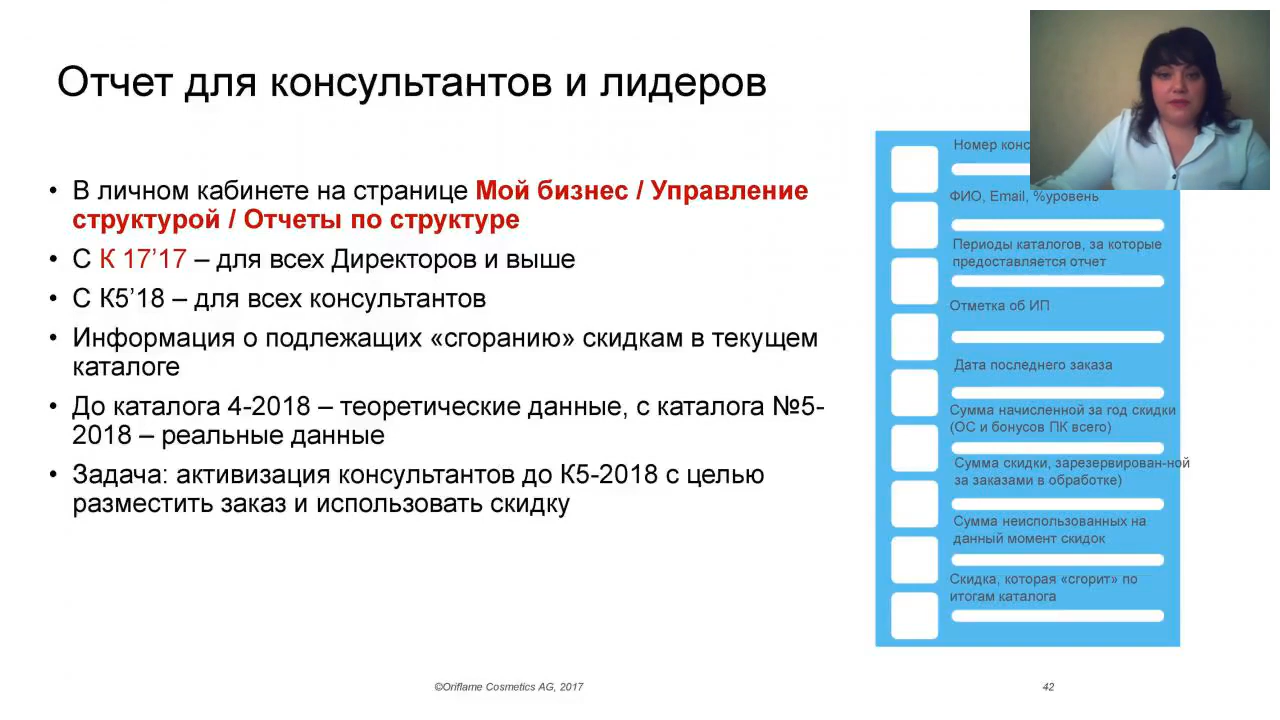 Отчет для консультантов и лидеров
• В личном кабинете на странице Мой бизнес / Управление
структурой / Отчеты по структуре
• С К 17’17 – для всех Директоров и выше
• С К5’18 – для всех консультантов
• Информация о подлежащих «сгоранию» скидкам в текущем
каталоге
• До каталога 4-2018 – теоретические данные, с каталога №5-
2018 – реальные данные
• Задача: активизация консультантов до К5-2018 с целью
разместить заказ и использовать скидку
Номер конс
ФИО, Email, %уровень
Периоды каталогов, за которые
предоставляется отчет
Отметка об ИП
Дата последнего заказа
Сумма начисленной за год скидки
(ОС и бонусов ПК всего)
Сумма скидки, зарезервирован-ной
за заказами в обработке)
Сумма неиспользованных на
данный момент скидок
Скидка, которая «сгорит» по
итогам каталога
©Oriflame Cosmetics AG, 2017
42